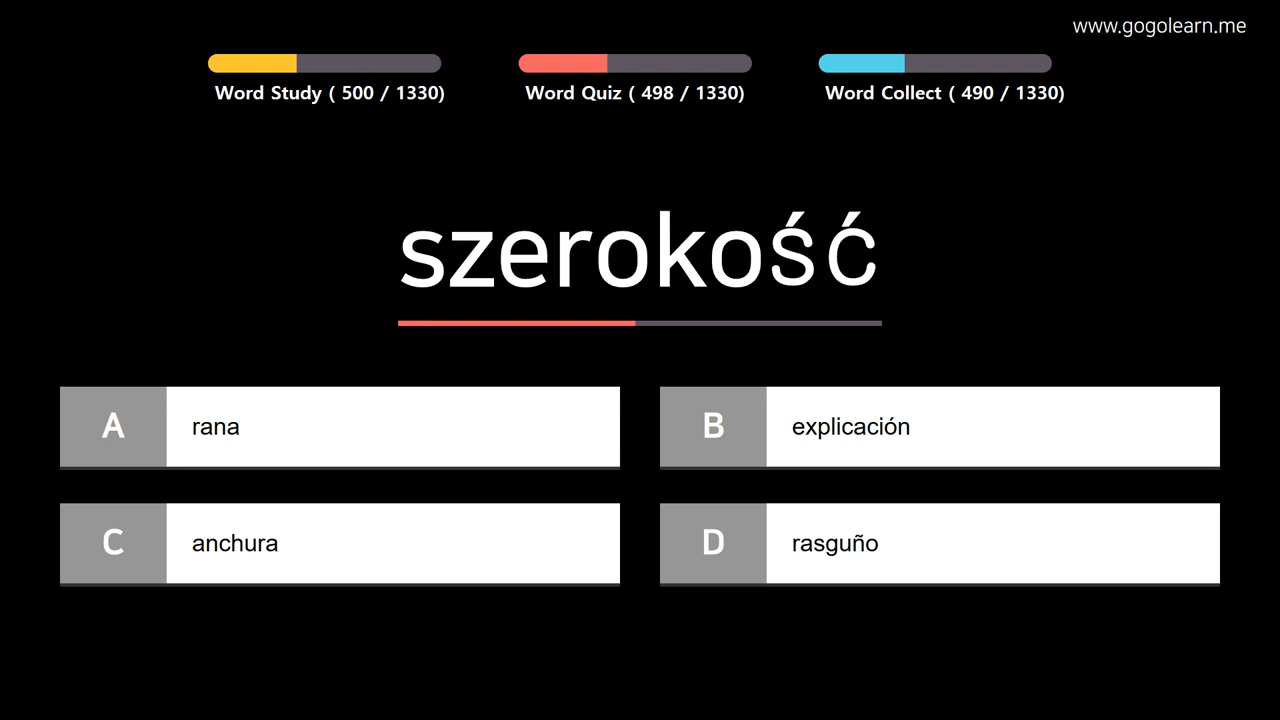 www.gogolearn.me
Word Study ( 500 / 1330)
Word Quiz ( 498 / 1330)
Word Collect ( 490 / 1330)
szerokość
A rana
B explicación
C anchura
D rasguño